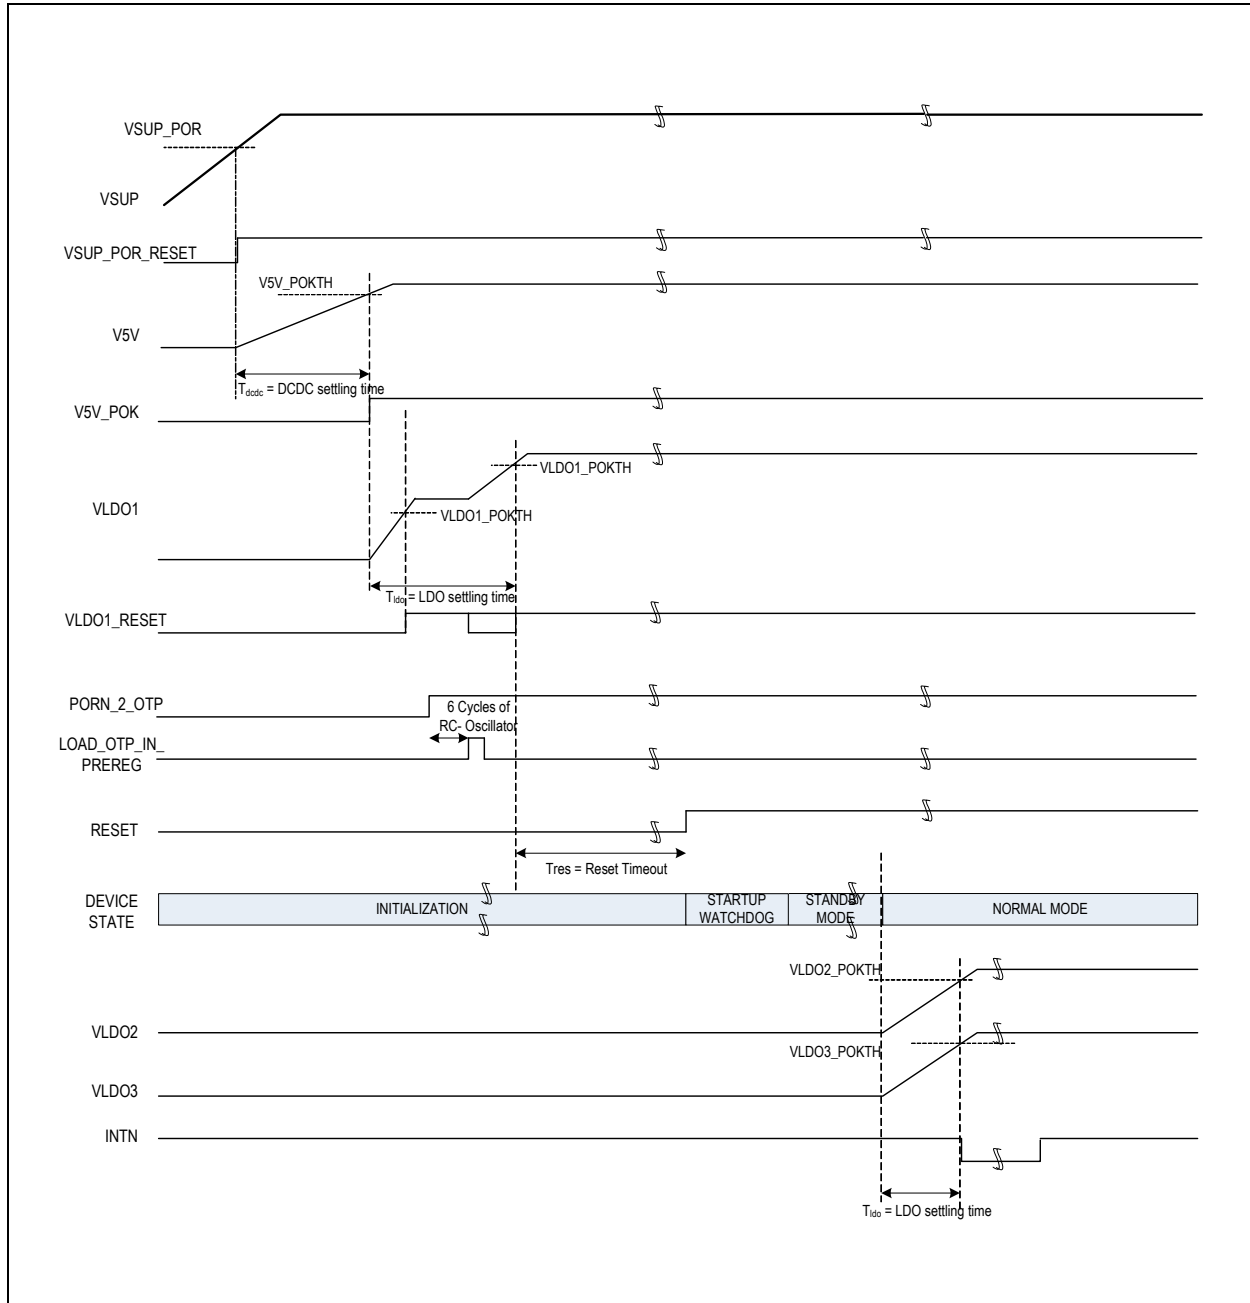 VSUP_POR
VSUP
VSUP_POR_RESET
V5V_POKTH
V5V
T_dcdc = DCDC settling time
V5V_POK
VLDO1_POKTH
VLDO1
VLDO1_POKTH
T_ldo = LDO settling time
VLDO1_RESET
PORN_2_OTP
6 Cycles of
RC- Oscillator
LOAD_OTP_IN_
PREREG
RESET
Tres = Reset Timeout
DEVICE
STATE
INITIALIZATION
STARTUP
WATCHDOG
STANDBY
MODE
NORMAL MODE
VLDO2_POKTH
VLDO2
VLDO3_POKTH
VLDO3
INTN
T_ldo = LDO settling time